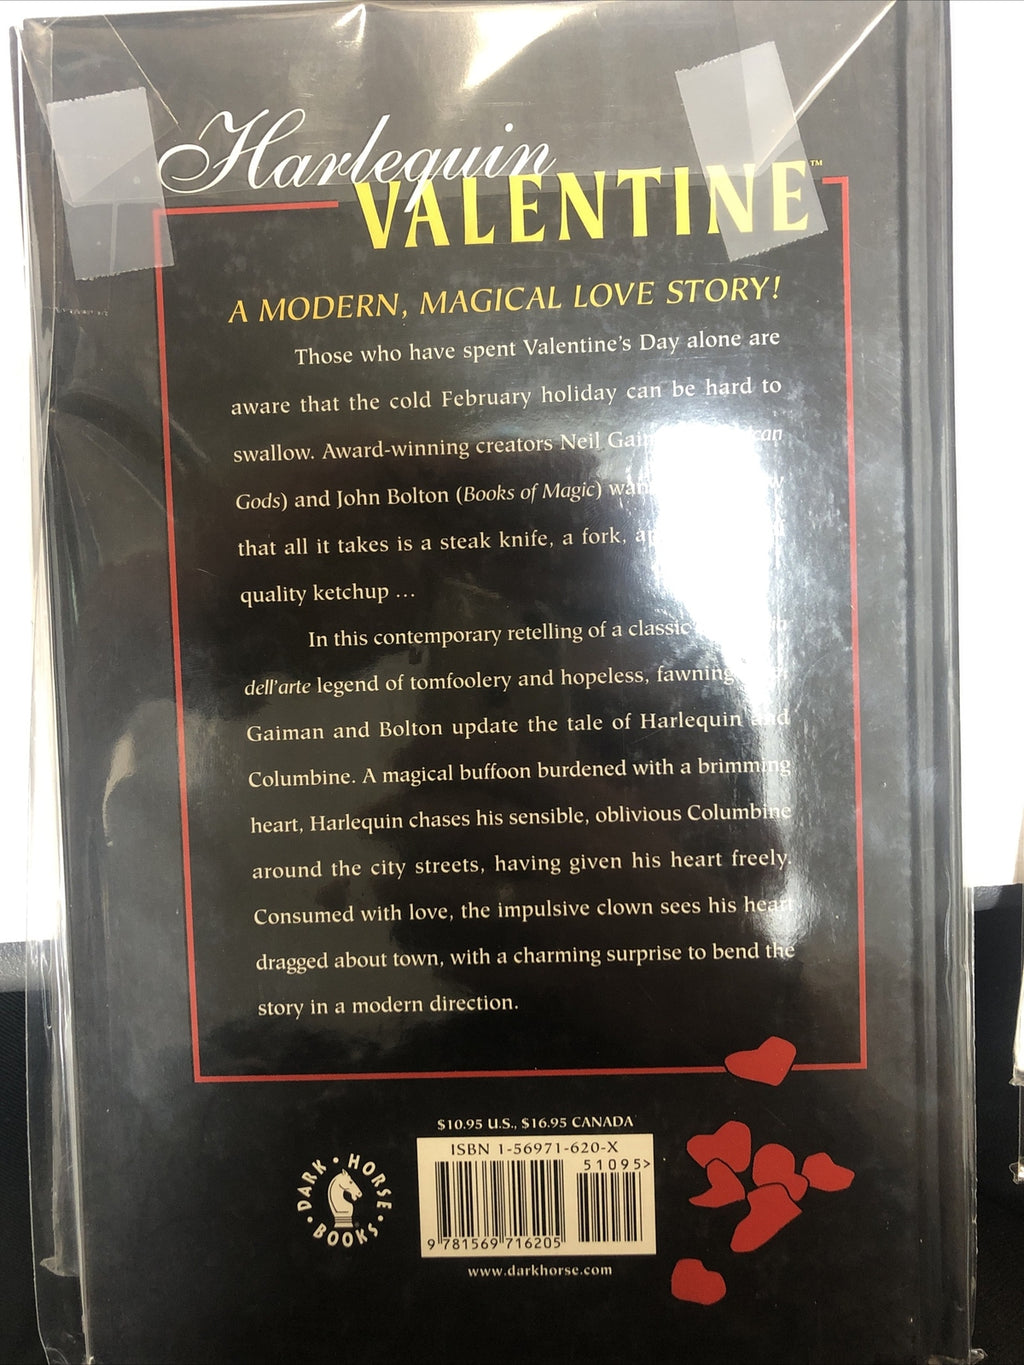 Harlequin
VALENTINE™
A MODERN, MAGICAL LOVE STORY!
Those who have spent Valentine's Day alone are
aware that the cold February holiday can be hard to
swallow. Award-winning creators Neil
Gods) and John Bolton (Books of Magic)
that all it takes is a steak knife, a fork,
quality ketchup ...
In this contemporary retelling of a classic
dell'arte legend of tomfoolery and hopeless, fawning
Gaiman and Bolton update the tale of Harlequin and
Columbine. A magical buffoon burdened with a brimming
heart, Harlequin chases his sensible, oblivious Columbine
around the city streets, having given his heart freely.
Consumed with love, the impulsive clown sees his heart
dragged about town, with a charming surprise to bend the
story in a modern direction.
$10.95 U.S., $16.95 CANADA
ISBN 1-56971-620-X
51095>
9 781569 716205
DARK • HORSE • BOOKS •
www.darkhorse.com